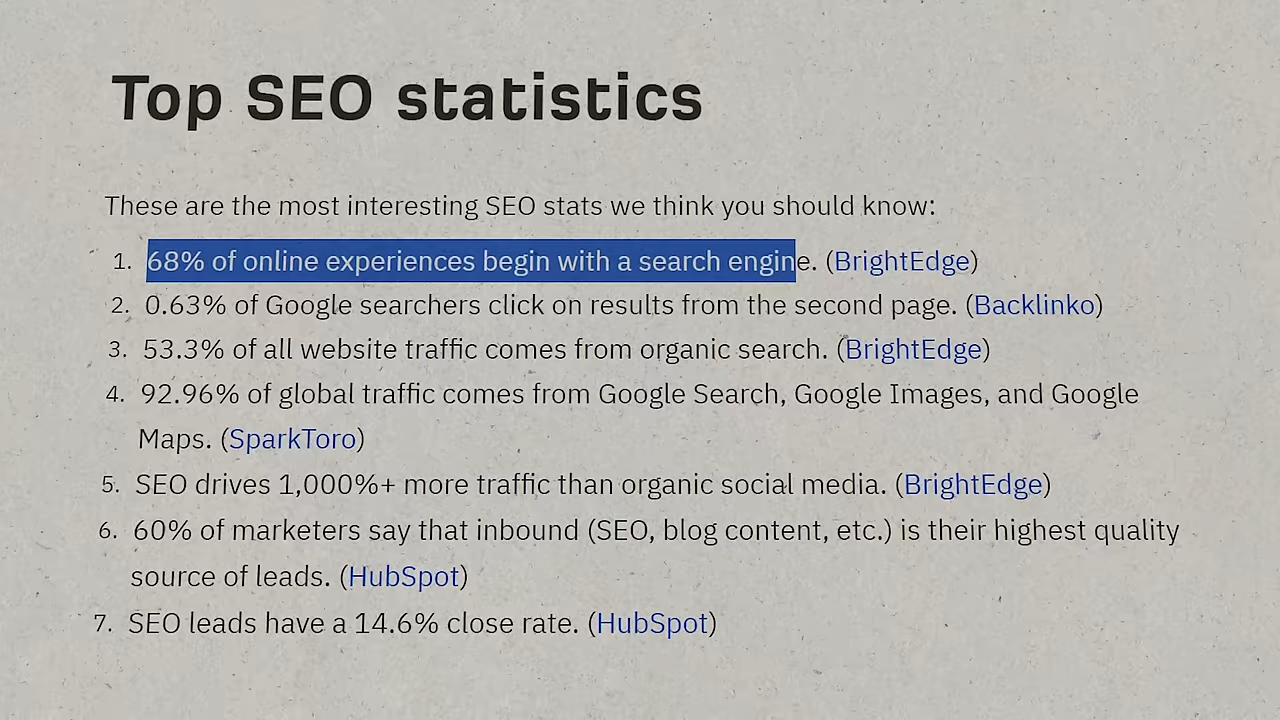 Top SEO statistics
These are the most interesting SEO stats we think you should know:
1. 68% of online experiences begin with a search engine. (BrightEdge)
2. 0.63% of Google searchers click on results from the second page. (Backlinko)
3. 53.3% of all website traffic comes from organic search. (BrightEdge)
4. 92.96% of global traffic comes from Google Search, Google Images, and Google
Maps. (SparkToro)
5. SEO drives 1,000%+ more traffic than organic social media. (BrightEdge)
6. 60% of marketers say that inbound (SEO, blog content, etc.) is their highest quality
source of leads. (HubSpot)
7. SEO leads have a 14.6% close rate. (HubSpot)